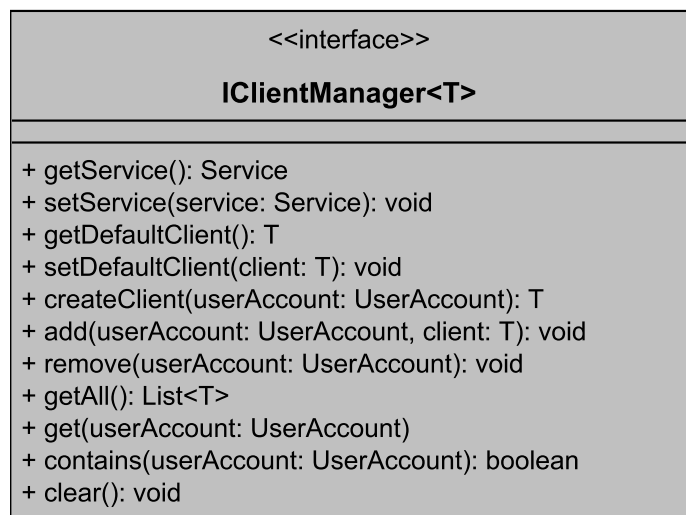 <<interface>>
IClientManager<T>
+ getService(): Service
+ setService(service: Service): void
+ getDefaultClient(): T
+ setDefaultClient(client: T): void
+ createClient(userAccount: UserAccount): T
+ add(userAccount: UserAccount, client: T): void
+ remove(userAccount: UserAccount): void
+ getAll(): List<T>
+ get(userAccount: UserAccount)
+ contains(userAccount: UserAccount): boolean
+ clear(): void